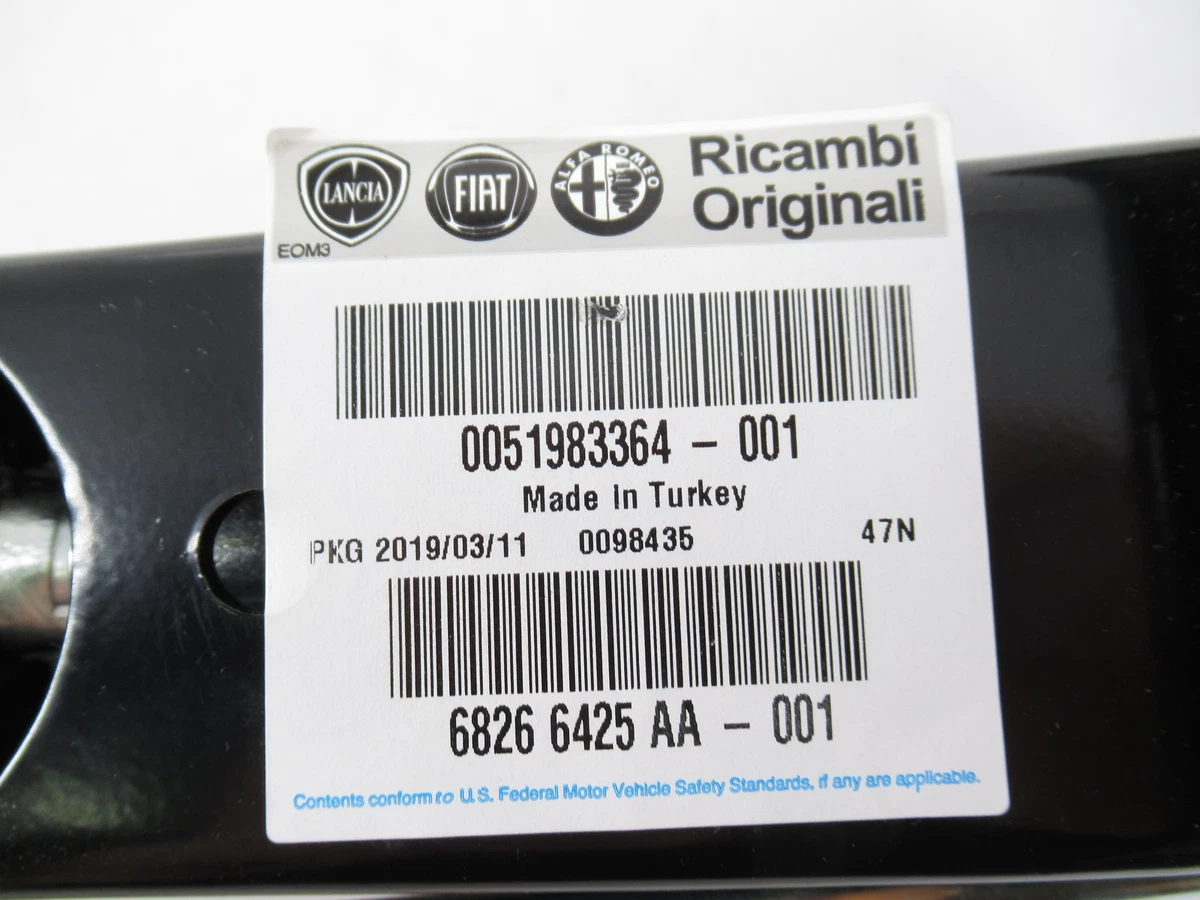 LANCIA
FIAT
ALFA ROMEO
Ricambi
Originali
EOM3
0051983364 - 001
Made In Turkey
PKG 2019/03/11 0098435 47N
6826 6425 AA - 001
Contents conform to U.S. Federal Motor Vehicle Safety Standards, if any are applicable.